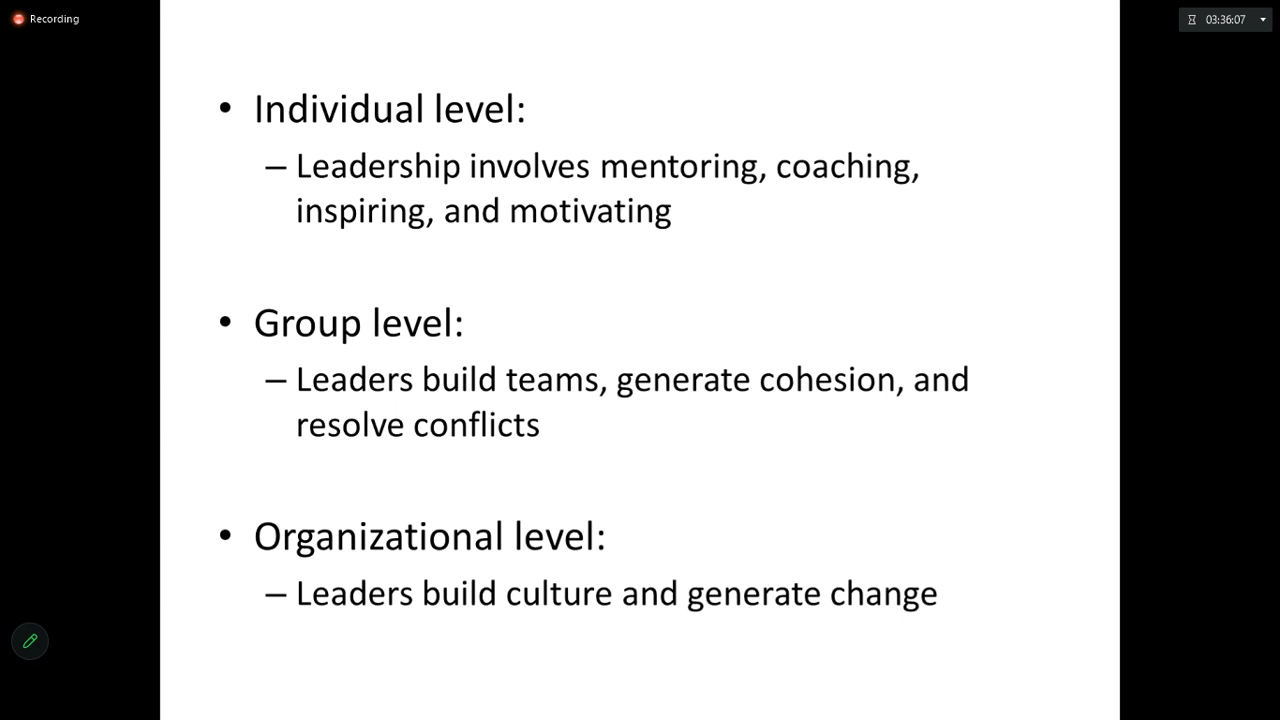 Recording
03:36:07
• Individual level:
– Leadership involves mentoring, coaching,
inspiring, and motivating
• Group level:
– Leaders build teams, generate cohesion, and
resolve conflicts
• Organizational level:
– Leaders build culture and generate change